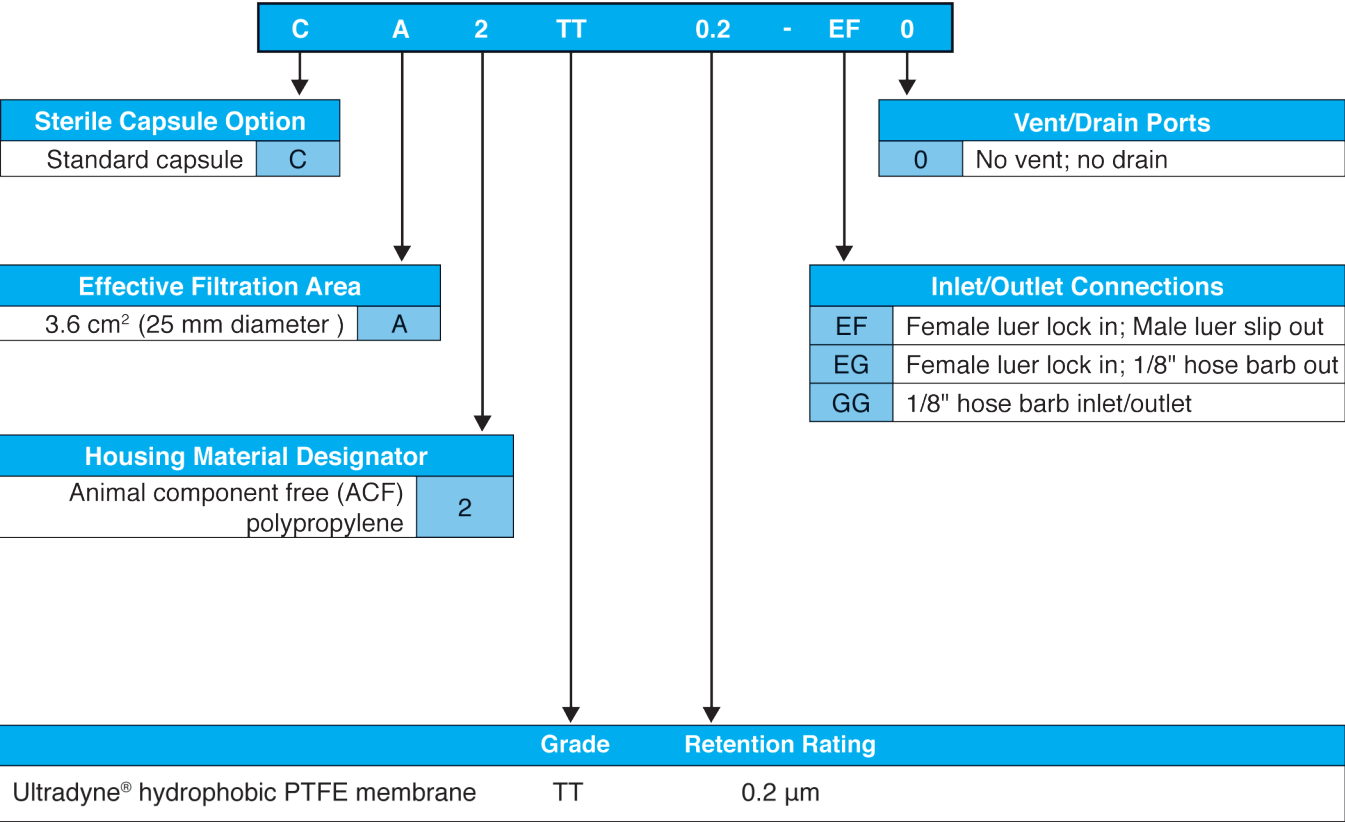 C A 2 TT 0.2 - EF 0
Sterile Capsule Option
Standard capsule C
Vent/Drain Ports
0 No vent; no drain
Effective Filtration Area
3.6 cm² (25 mm diameter ) A
Inlet/Outlet Connections
EF Female luer lock in; Male luer slip out
EG Female luer lock in; 1/8" hose barb out
GG 1/8" hose barb inlet/outlet
Housing Material Designator
Animal component free (ACF)
polypropylene 2
Grade Retention Rating
Ultradyne® hydrophobic PTFE membrane TT 0.2 μm